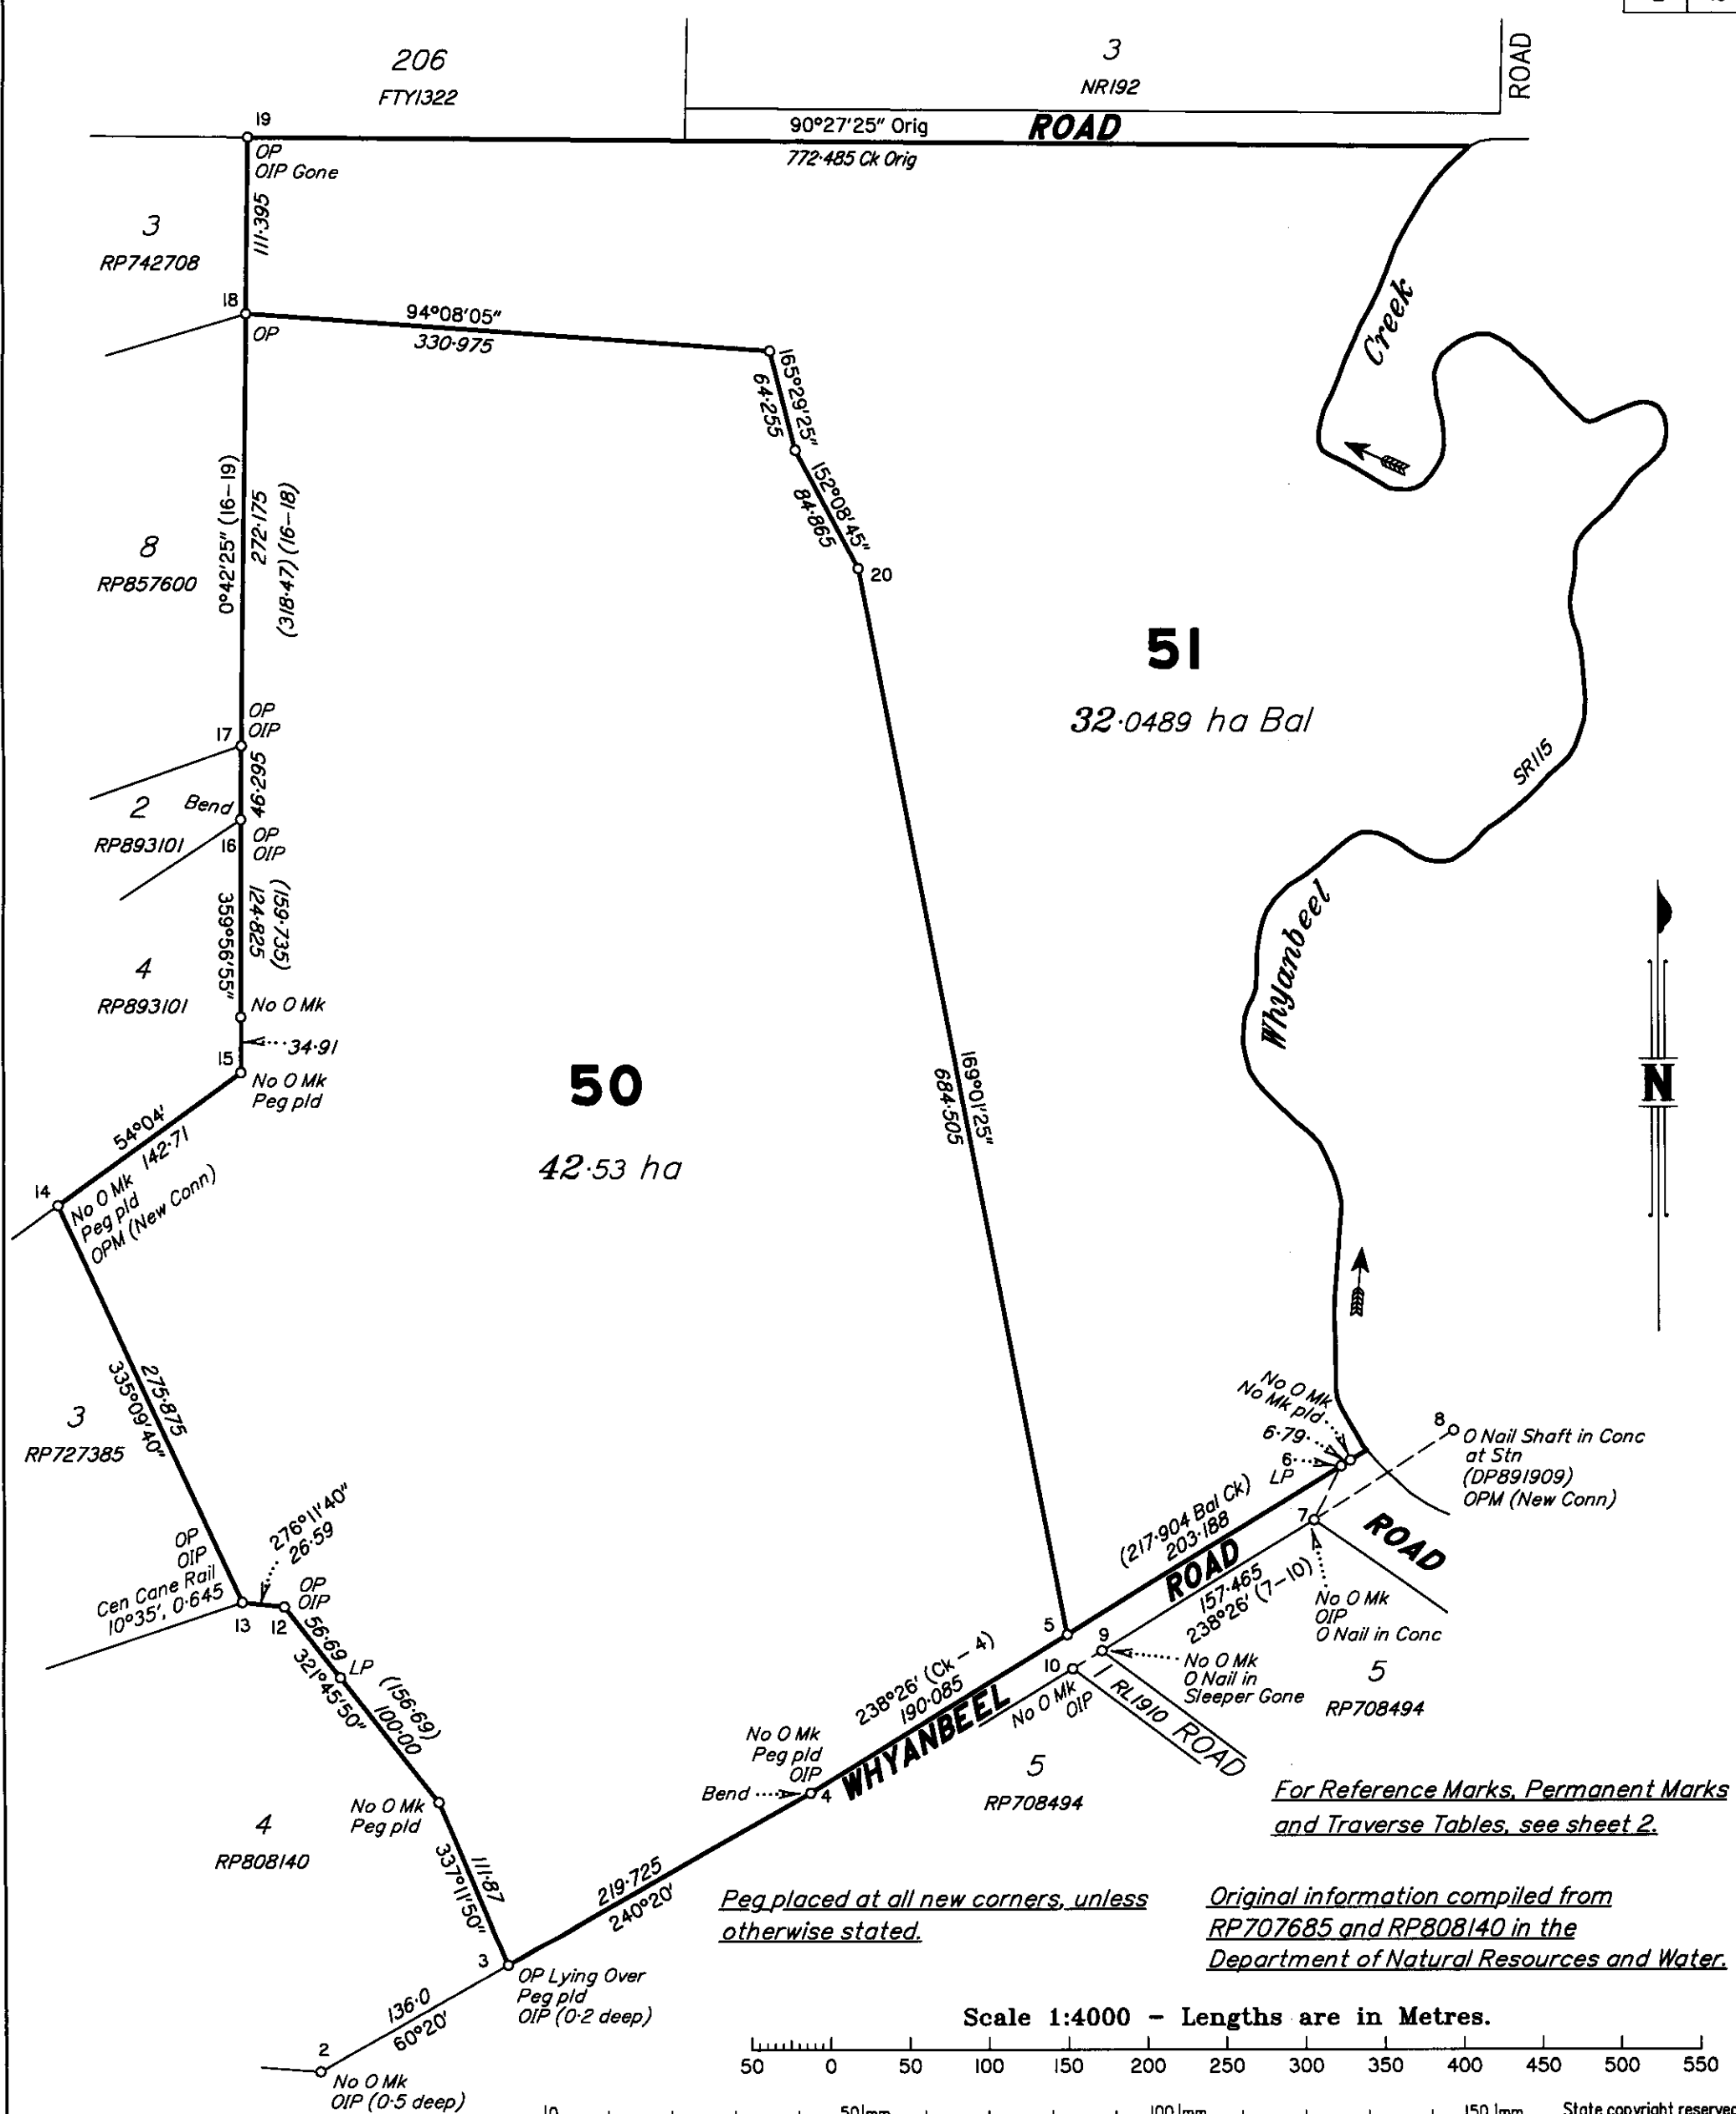 206
FTY1322
3
NR192
ROAD
19
90°27'25" Orig
ROAD
772·485 Ck Orig
OP
OIP Gone
111·395
3
RP742708
18
OP
94°08'05"
330·975
Creek
165°29'25"
64·255
152°08'45"
84·865
20
0°42'25" (16-19)
272·175
(318·47) (16-18)
8
RP857600
51
32·0489 ha Bal
OP
OIP
17
46·295
SR115
2
RP893101
Bend
16
OP
OIP
359°56'55"
124·825
(159·735)
Whyanbeel
4
RP893101
No O Mk
34·91
15
No O Mk
Peg pld
50
42·53 ha
169°01'25"
684·505
N
54°04'
142·71
14
No O Mk
Peg pld
OPM (New Conn)
275·875
335°09'40"
3
RP727385
No O Mk
No Mk pld
6·79
6
LP
8
O Nail Shaft in Conc
at Stn
(DP891909)
OPM (New Conn)
7
ROAD
(217·904 Bal Ck)
203·188
ROAD
157·465
238°26' (7-10)
No O Mk
OIP
O Nail in Conc
276°11'40"
26·59
OP
OIP
Cen Cane Rail
10°35', 0·645
13
12
OP
OIP
56·69
LP
321°45'50"
(156·69)
100·00
5
9
10
No O Mk
O Nail in
Sleeper Gone
5
RP708494
238°26' (Ck - 4)
190·085
WHYANBEEL
No O Mk
OIP
RL1910 ROAD
No O Mk
Peg pld
OIP
Bend
4
5
RP708494
No O Mk
Peg pld
4
RP808140
111·87
337°11'50"
219·725
240°20'
For Reference Marks, Permanent Marks
and Traverse Tables, see sheet 2.
Peg placed at all new corners, unless
otherwise stated.
Original information compiled from
RP707685 and RP808140 in the
Department of Natural Resources and Water.
3
OP Lying Over
Peg pld
OIP (0·2 deep)
136·0
60°20'
2
No O Mk
OIP (0·5 deep)
Scale 1:4000 - Lengths are in Metres.
50 0 50 100 150 200 250 300 350 400 450 500 550
State copyright reserved